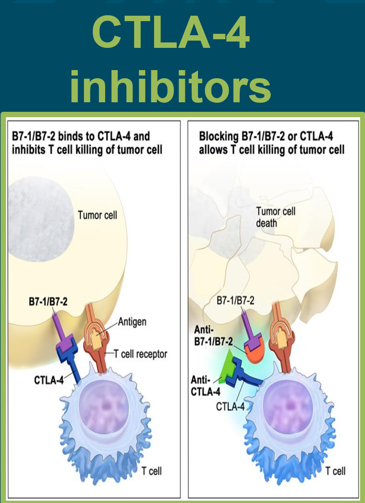 CTLA-4
inhibitors
B7-1/B7-2 binds to CTLA-4 and
inhibits T cell killing of tumor cell
Tumor cell
B7-1/B7-2
Antigen
T cell receptor
CTLA-4
T cell
Blocking B7-1/B7-2 or CTLA-4
allows T cell killing of tumor cell
Tumor cell
death
B7-1/B7-2
Anti-
B7-1/B7-2
Anti-
CTLA-4
CTLA-4
T cell